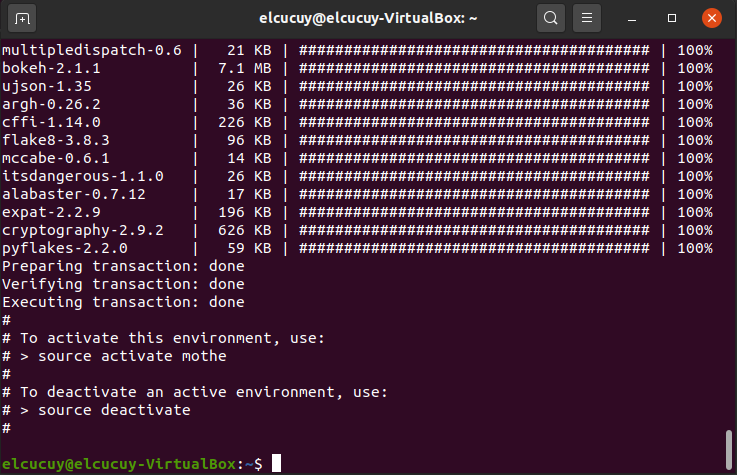 elcucuy@elcucuy-VirtualBox: ~
multipledispatch-0.6 |   21 KB | ####################################### | 100%
bokeh-2.1.1          |  7.1 MB | ####################################### | 100%
ujson-1.35           |   26 KB | ####################################### | 100%
argh-0.26.2          |   36 KB | ####################################### | 100%
cffi-1.14.0          |  226 KB | ####################################### | 100%
flake8-3.8.3         |   96 KB | ####################################### | 100%
mccabe-0.6.1         |   14 KB | ####################################### | 100%
itsdangerous-1.1.0   |   26 KB | ####################################### | 100%
alabaster-0.7.12     |   17 KB | ####################################### | 100%
expat-2.2.9          |  196 KB | ####################################### | 100%
cryptography-2.9.2   |  626 KB | ####################################### | 100%
pyflakes-2.2.0       |   59 KB | ####################################### | 100%
Preparing transaction: done
Verifying transaction: done
Executing transaction: done
#
# To activate this environment, use:
# > source activate mothe
#
# To deactivate an active environment, use:
# > source deactivate
#
elcucuy@elcucuy-VirtualBox:~$